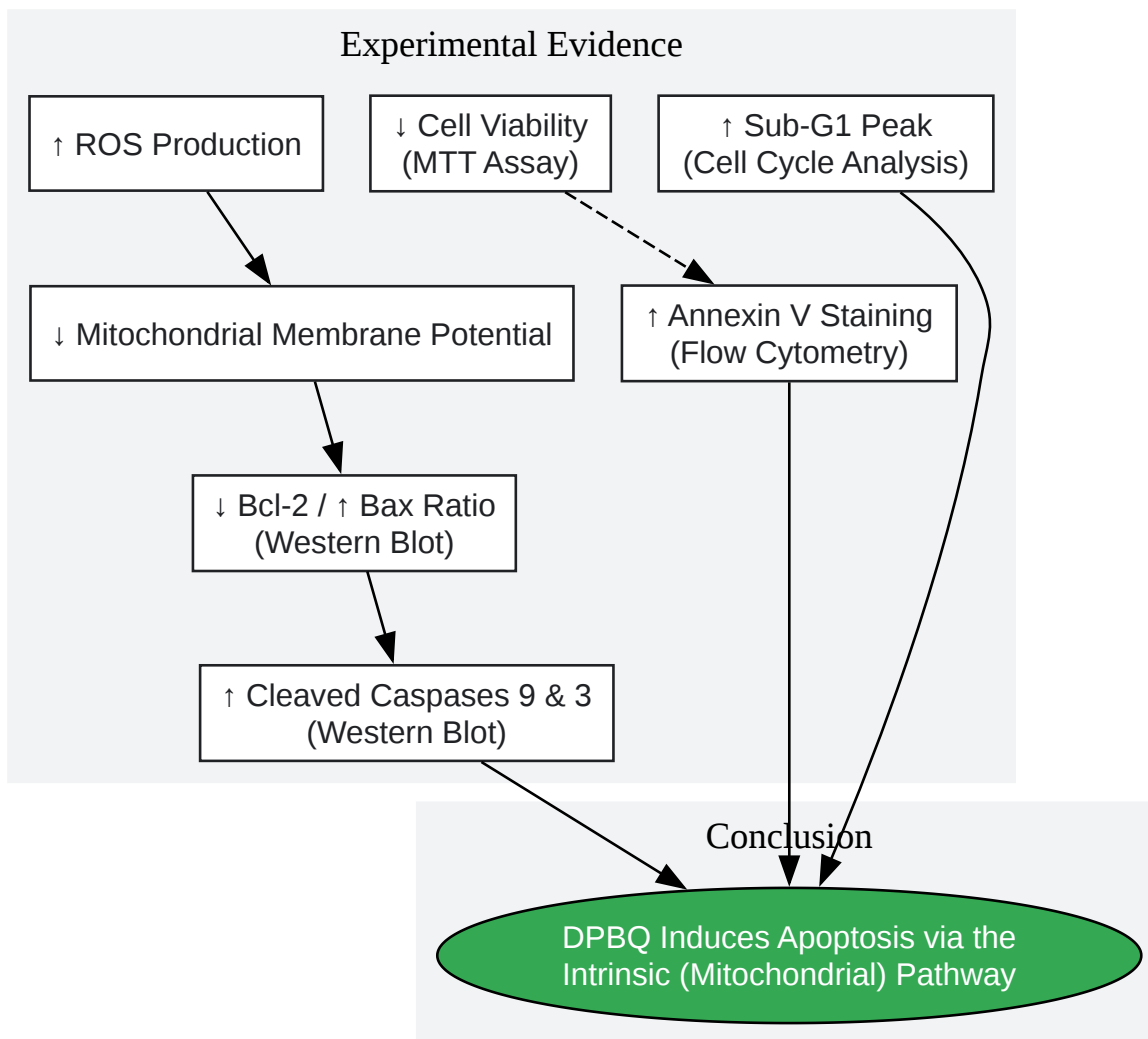 Experimental Evidence
↑ ROS Production
↓ Cell Viability
(MTT Assay)
↑ Sub-G1 Peak
(Cell Cycle Analysis)
↓ Mitochondrial Membrane Potential
↑ Annexin V Staining
(Flow Cytometry)
↓ Bcl-2 / ↑ Bax Ratio
(Western Blot)
↑ Cleaved Caspases 9 & 3
(Western Blot)
Conclusion
DPBQ Induces Apoptosis via the
Intrinsic (Mitochondrial) Pathway